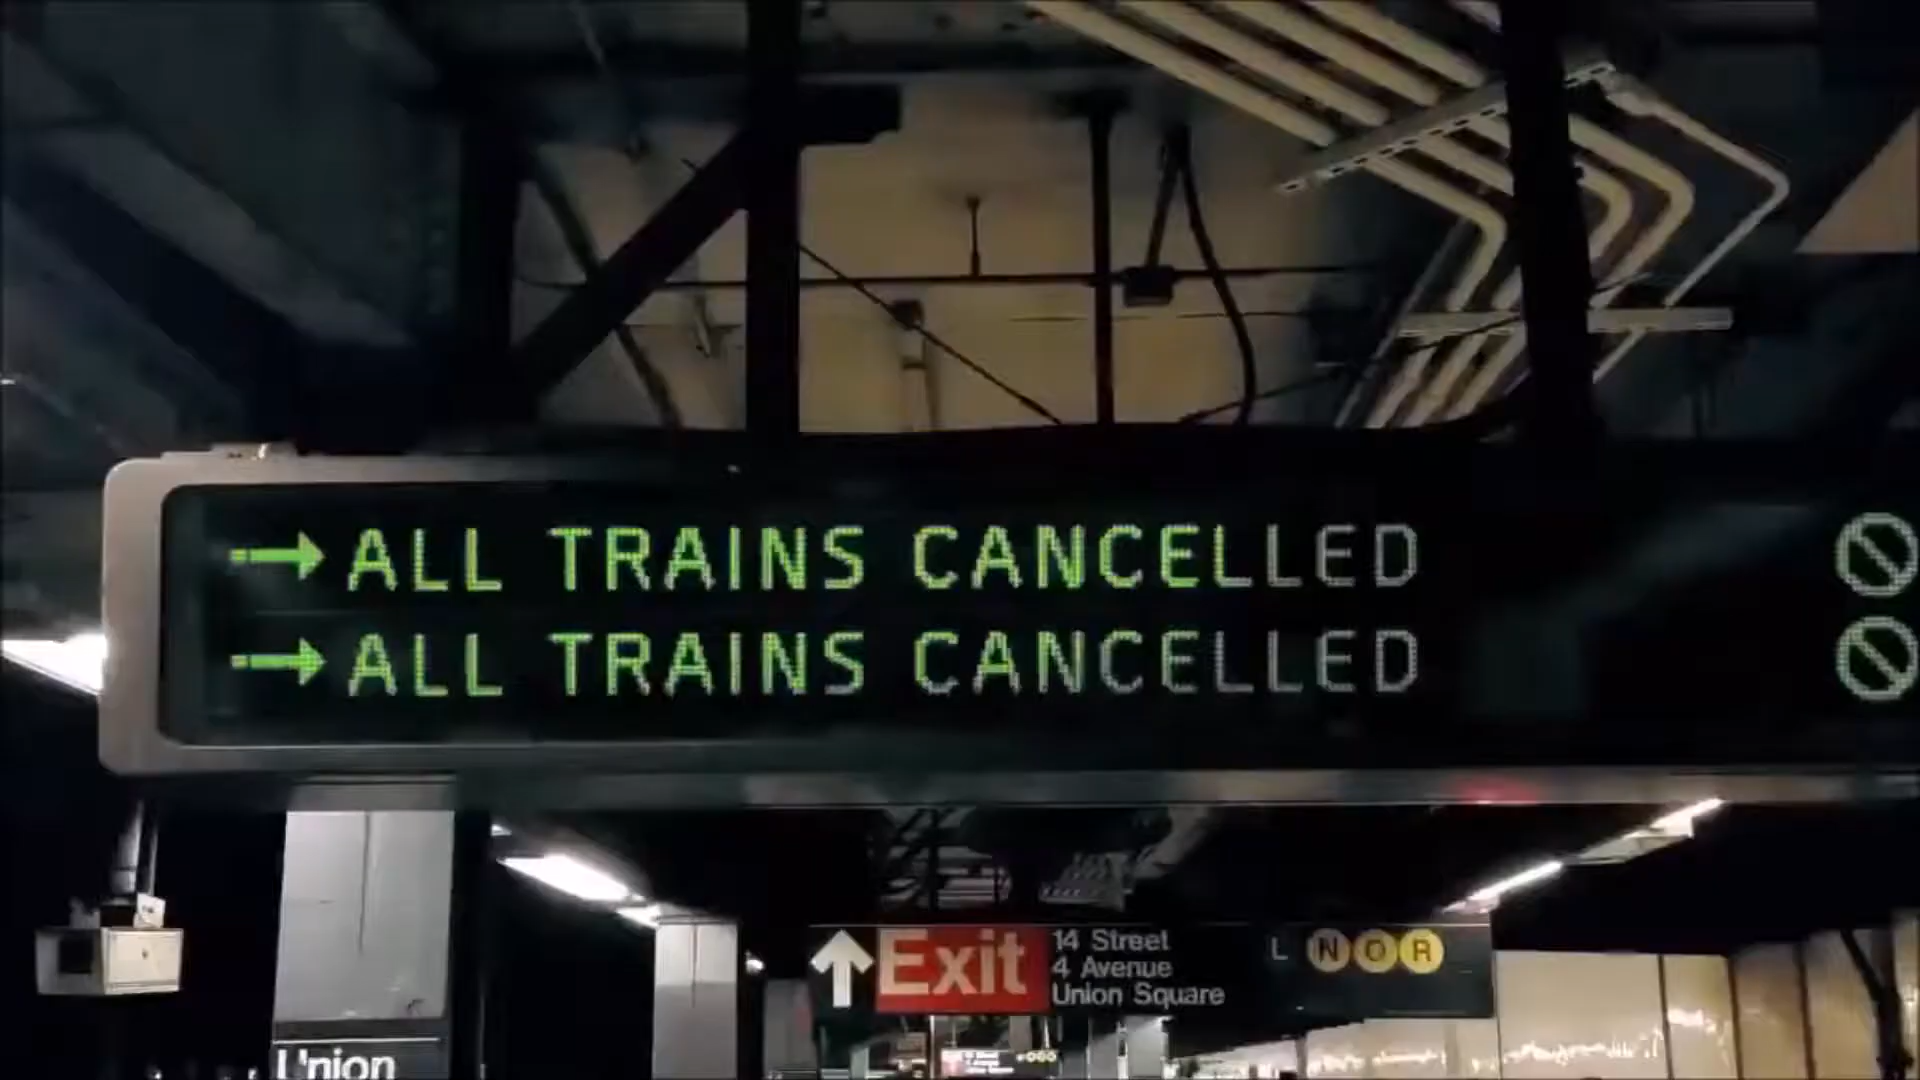 → ALL TRAINS CANCELLED
→ ALL TRAINS CANCELLED
Exit
14 Street
4 Avenue
Union Square
L N Q R
Union